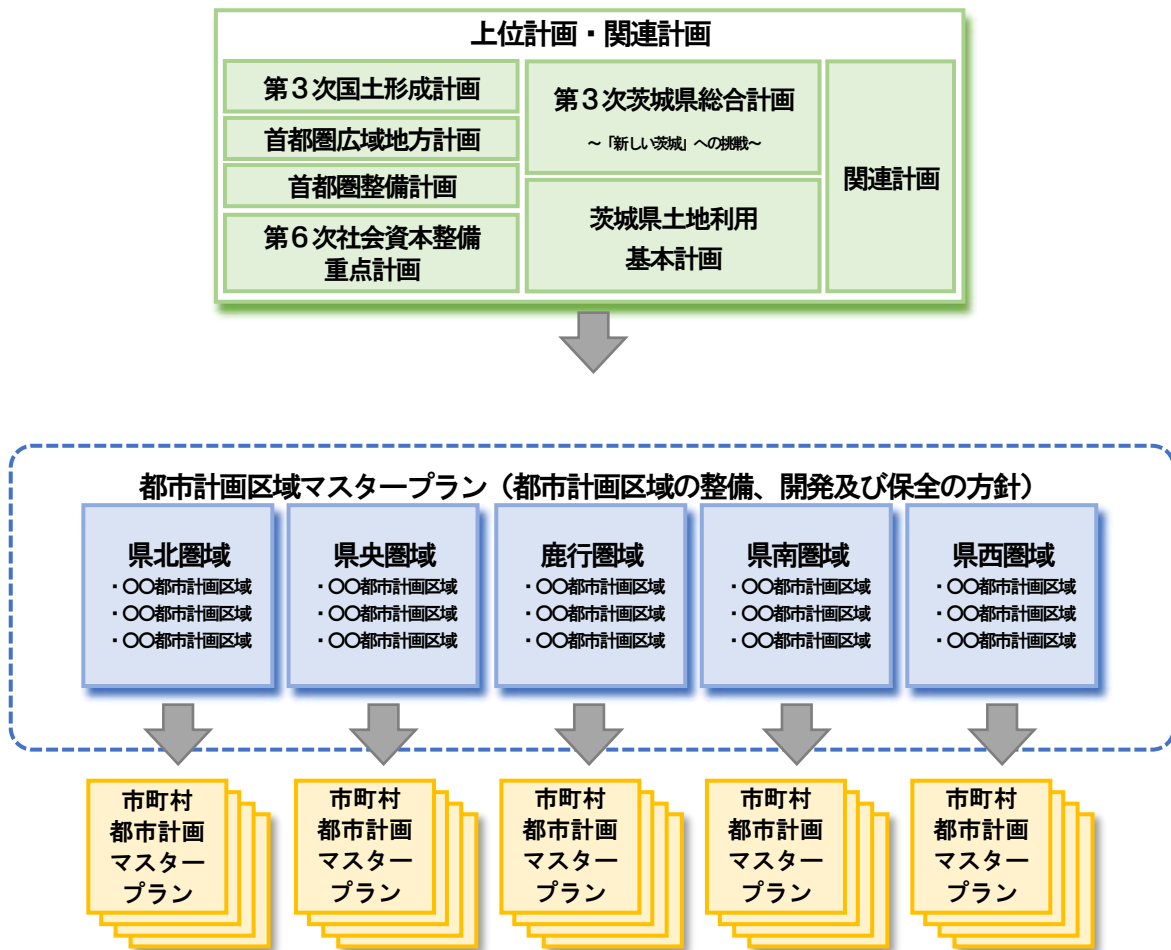 上位計画・関連計画
第３次国土形成計画
首都圏広域地方計画
首都圏整備計画
第６次社会資本整備
重点計画
第３次茨城県総合計画
～「新しい茨城」への挑戦～
茨城県土地利用
基本計画
関連計画
都市計画区域マスタープラン（都市計画区域の整備、開発及び保全の方針）
県北圏域
・〇〇都市計画区域
・〇〇都市計画区域
・〇〇都市計画区域
県央圏域
・〇〇都市計画区域
・〇〇都市計画区域
・〇〇都市計画区域
鹿行圏域
・〇〇都市計画区域
・〇〇都市計画区域
・〇〇都市計画区域
県南圏域
・〇〇都市計画区域
・〇〇都市計画区域
・〇〇都市計画区域
県西圏域
・〇〇都市計画区域
・〇〇都市計画区域
・〇〇都市計画区域
市町村
都市計画
マスター
プラン
市町村
都市計画
マスター
プラン
市町村
都市計画
マスター
プラン
市町村
都市計画
マスター
プラン
市町村
都市計画
マスター
プラン